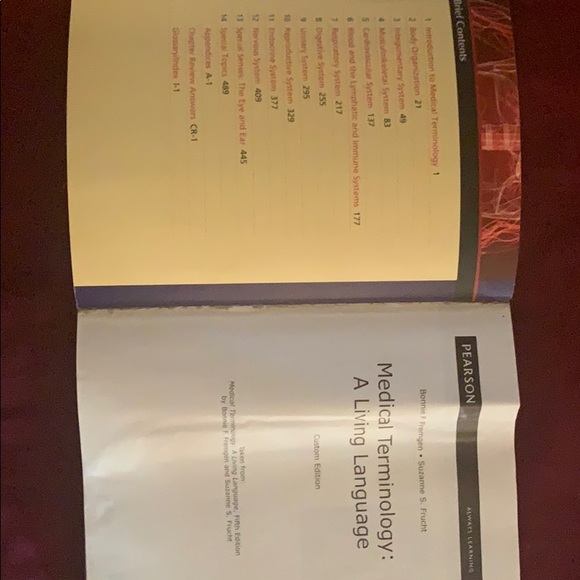 Brief Contents
1 Introduction to Medical Terminology 1
2 Body Organization 21
3 Integumentary System 49
4 Musculoskeletal System 83
5 Cardiovascular System 137
6 Blood and the Lymphatic and Immune Systems 177
7 Respiratory System 217
8 Digestive System 255
9 Urinary System 295
10 Reproductive System 329
11 Endocrine System 377
12 Nervous System 409
13 Special Senses: The Eye and Ear 445
14 Special Topics 489
Appendices A-1
Chapter Review Answers CR-1
Glossary/Index I-1
PEARSON
ALWAYS LEARNING
Bonnie F. Fremgen • Suzanne S. Frucht
Medical Terminology:
A Living Language
Custom Edition
Taken from:
Medical Terminology: A Living Language, Fifth Edition
by Bonnie F. Fremgen and Suzanne S. Frucht